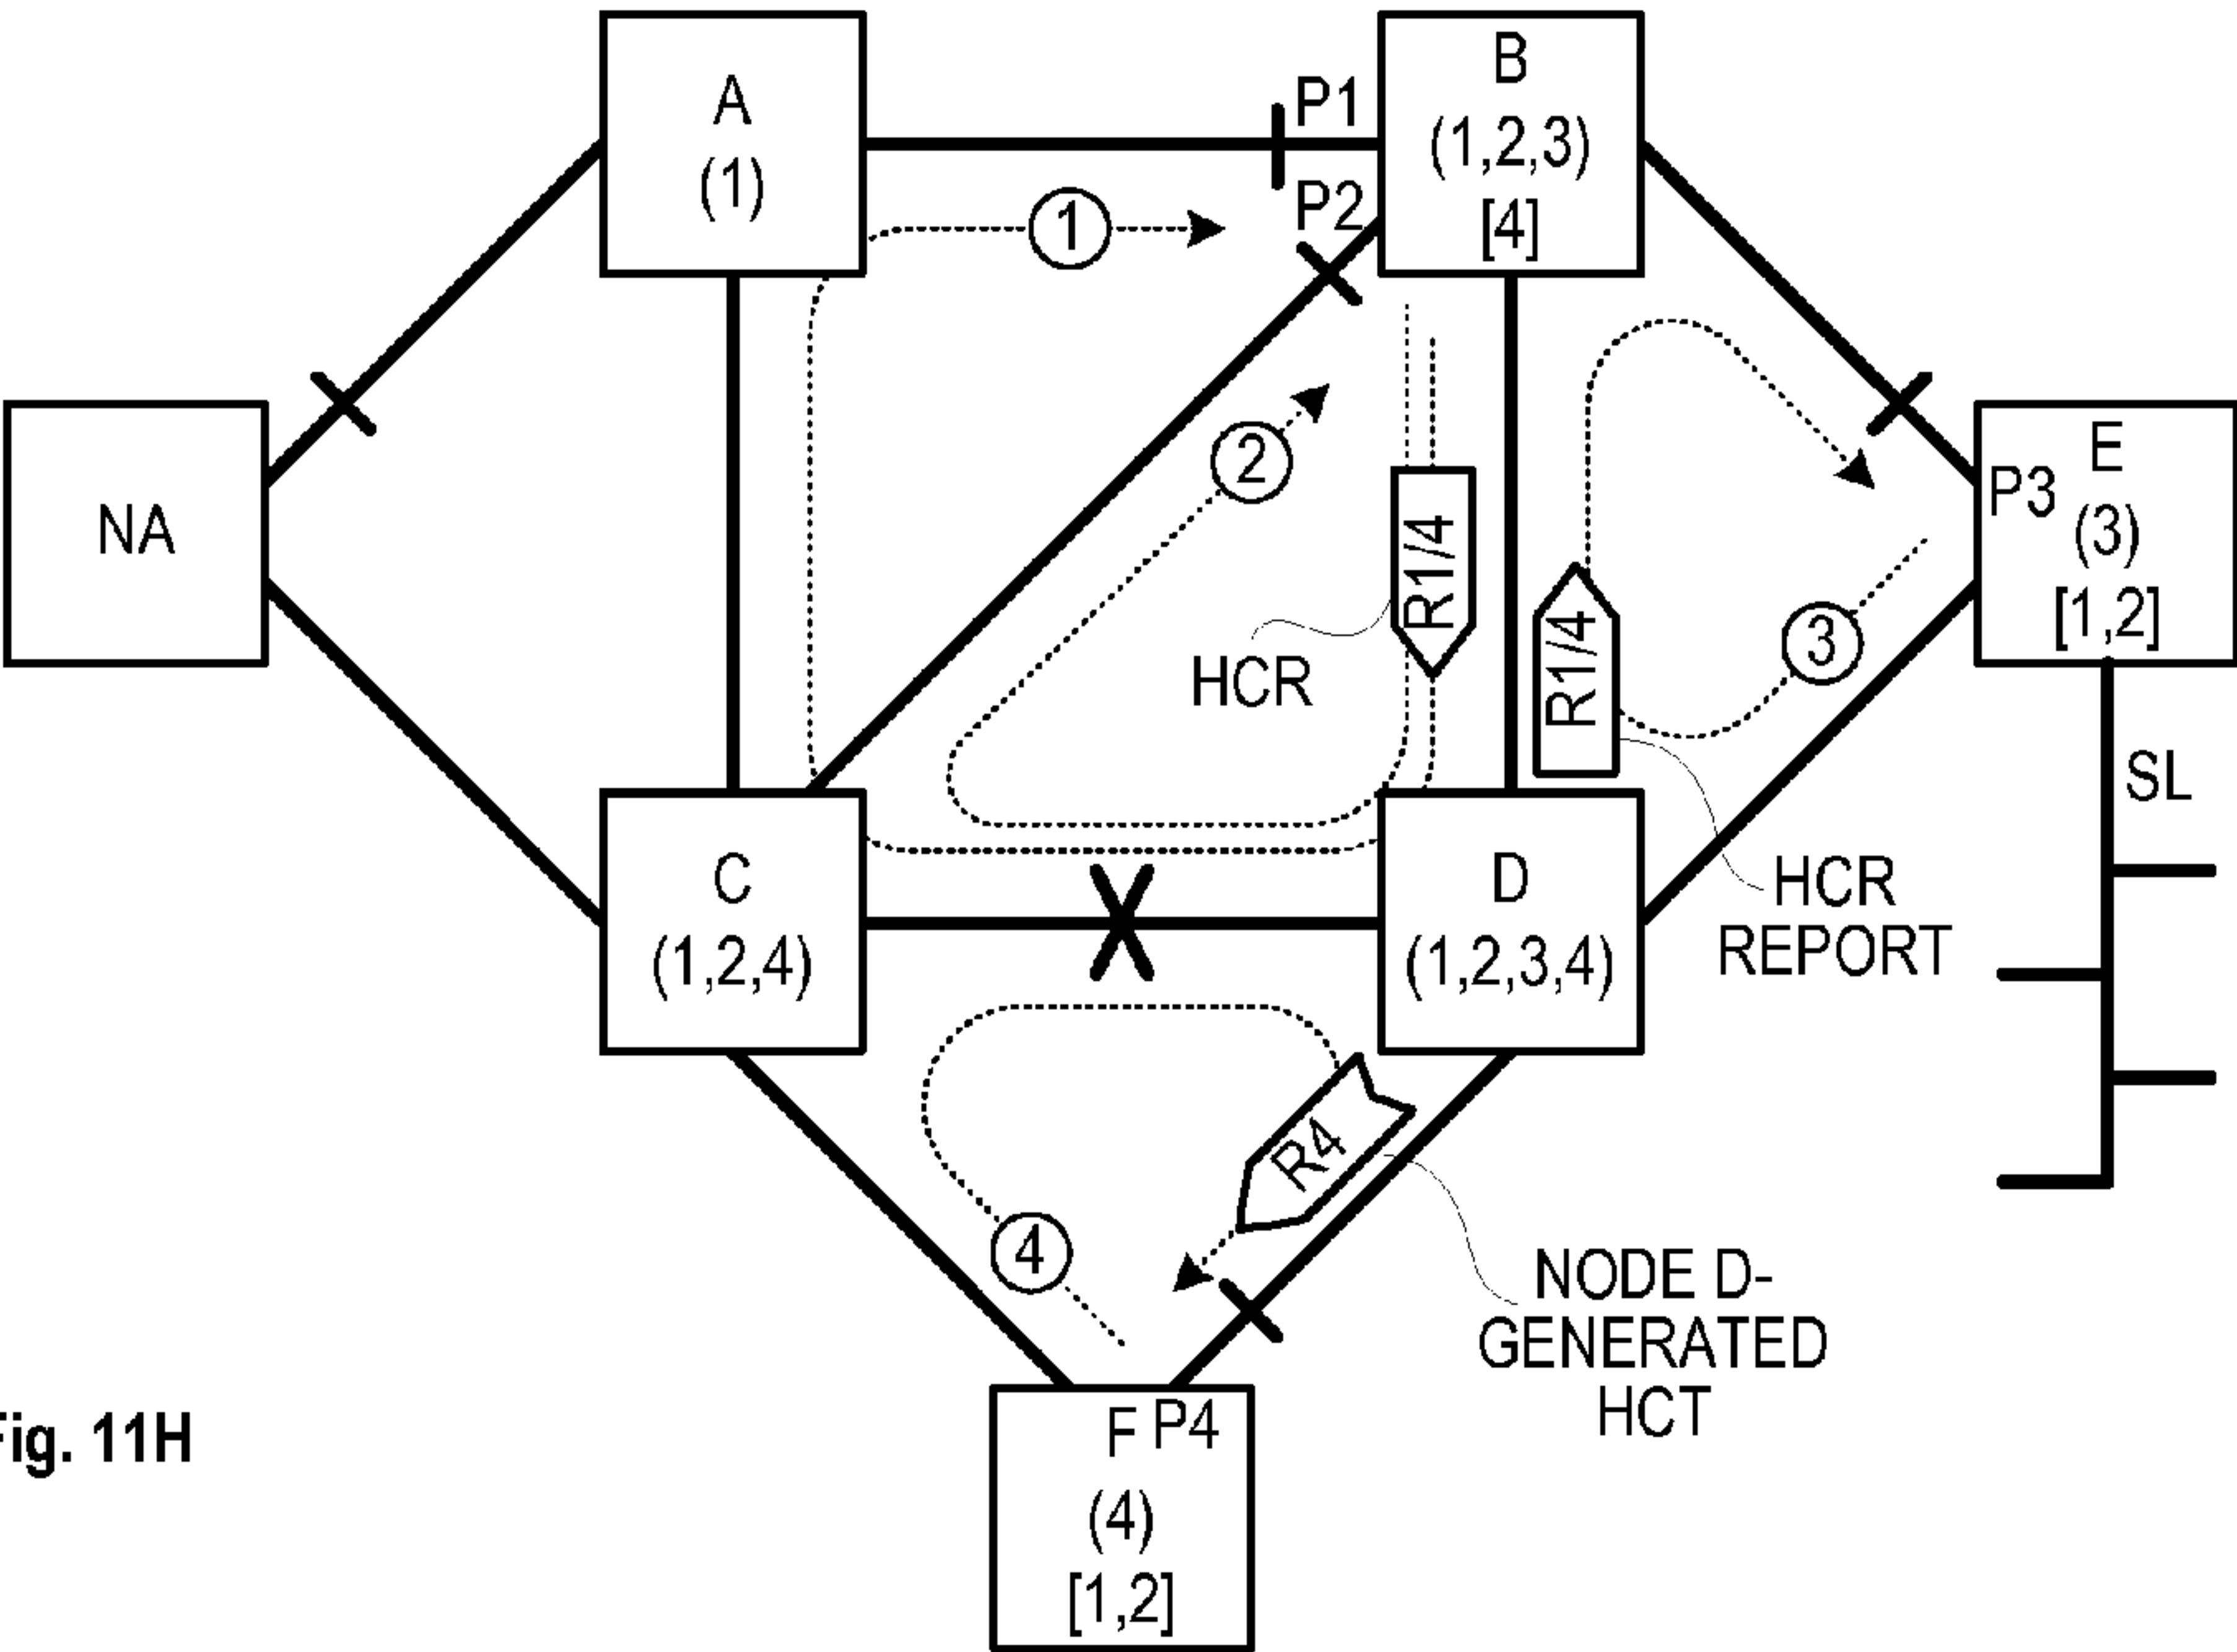 A
(1)
P1
P2
B
(1,2,3)
[4]
1
NA
2
R1/4
HCR
R1/4
3
P3
E
(3)
[1,2]
SL
C
(1,2,4)
D
(1,2,3,4)
HCR
REPORT
R4
4
NODE D-
GENERATED
HCT
F P4
(4)
[1,2]
Fig. 11H